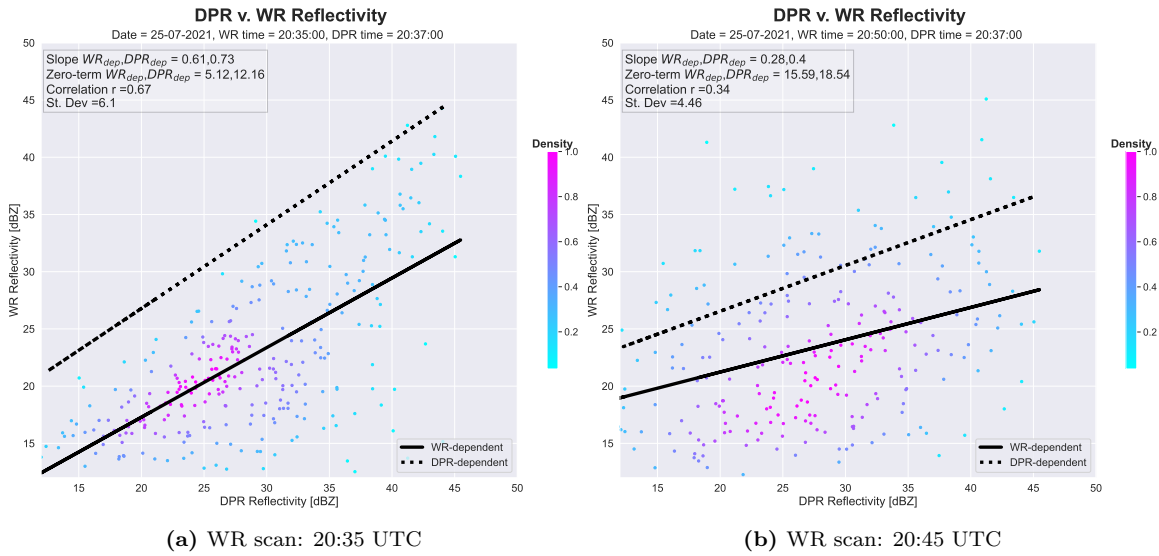 DPR v. WR Reflectivity
Date = 25-07-2021, WR time = 20:35:00, DPR time = 20:37:00
Slope WR_dep,DPR_dep = 0.61,0.73
Zero-term WR_dep,DPR_dep = 5.12,12.16
Correlation r =0.67
St. Dev =6.1
50
45
40
35
30
25
20
15
WR Reflectivity [dBZ]
15 20 25 30 35 40 45 50
DPR Reflectivity [dBZ]
WR-dependent
DPR-dependent
Density
1.0
0.8
0.6
0.4
0.2
(a) WR scan: 20:35 UTC
DPR v. WR Reflectivity
Date = 25-07-2021, WR time = 20:50:00, DPR time = 20:37:00
Slope WR_dep,DPR_dep = 0.28,0.4
Zero-term WR_dep,DPR_dep = 15.59,18.54
Correlation r =0.34
St. Dev =4.46
50
45
40
35
30
25
20
15
WR Reflectivity [dBZ]
15 20 25 30 35 40 45 50
DPR Reflectivity [dBZ]
WR-dependent
DPR-dependent
Density
1.0
0.8
0.6
0.4
0.2
(b) WR scan: 20:45 UTC